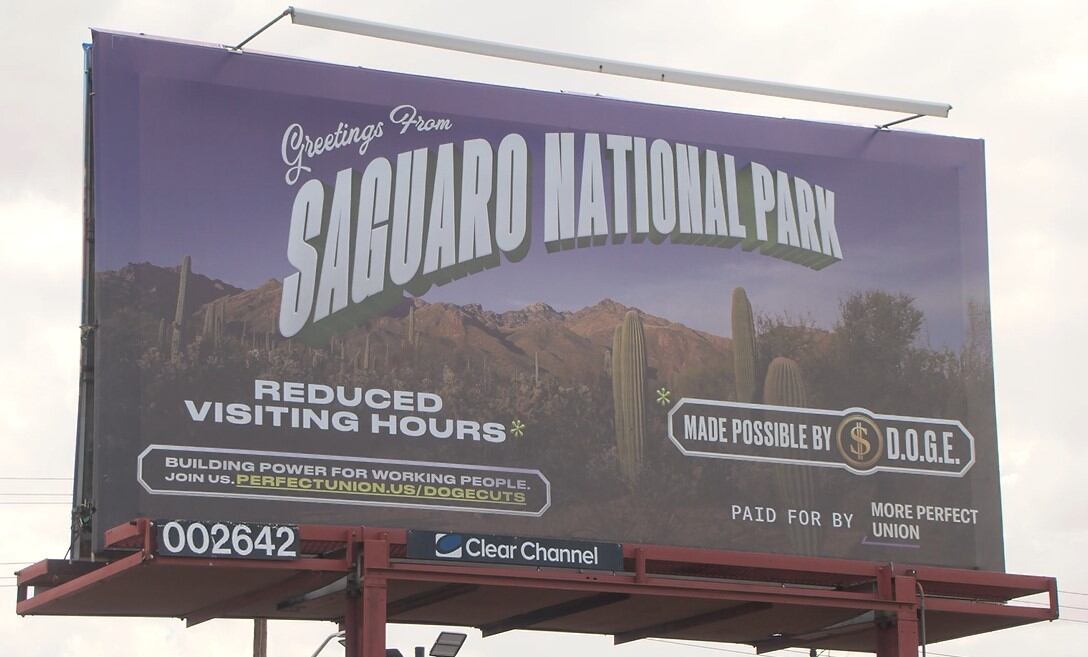 Greetings From
SAGUARO NATIONAL PARK
REDUCED
VISITING HOURS*
* MADE POSSIBLE BY $ D.O.G.E.
BUILDING POWER FOR WORKING PEOPLE.
JOIN US. PERFECTUNION.US/DOGECUTS
PAID FOR BY MORE PERFECT
UNION
002642
Clear Channel